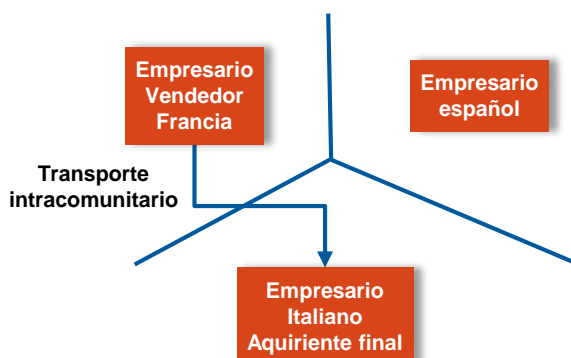 Empresario
Vendedor
Francia
Empresario
español
Transporte
intracomunitario
Empresario
Italiano
Aquiriente final